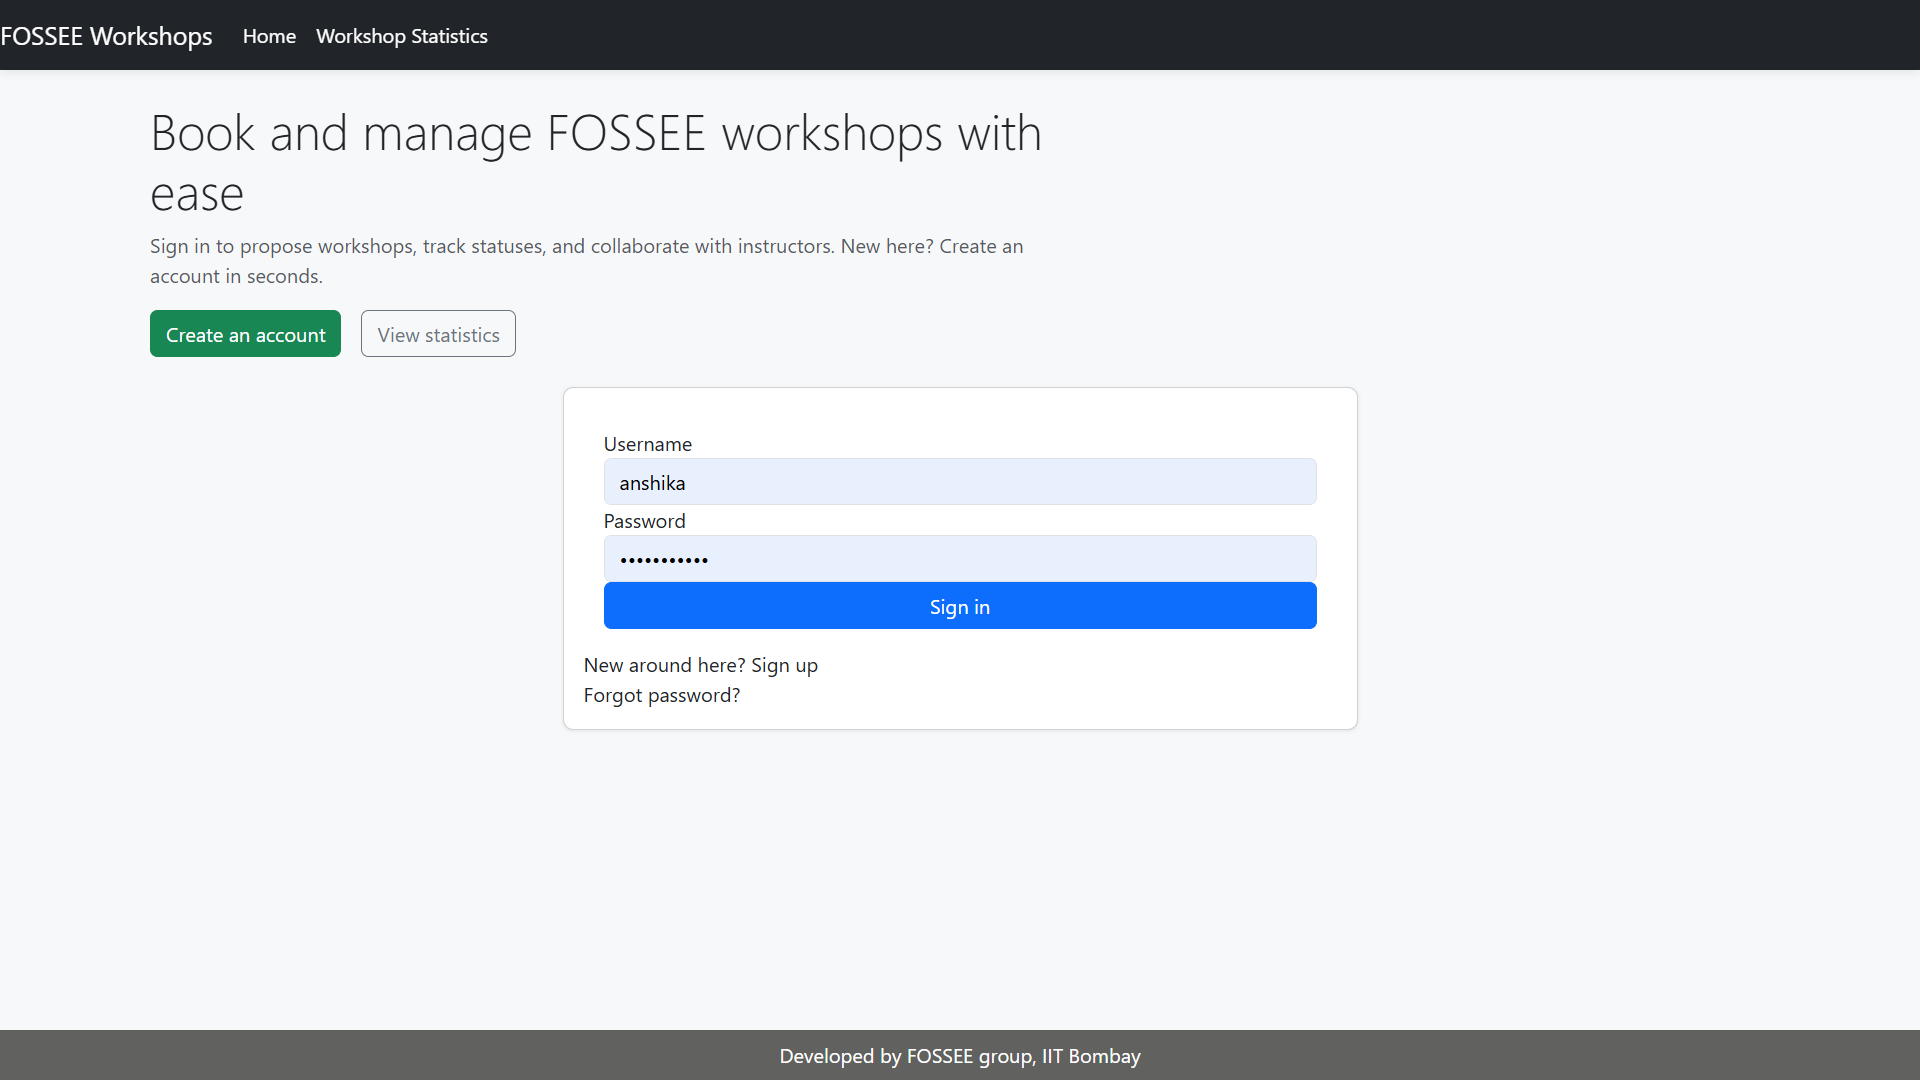 FOSSEE Workshops Home Workshop Statistics
Book and manage FOSSEE workshops with
ease
Sign in to propose workshops, track statuses, and collaborate with instructors. New here? Create an
account in seconds.
Create an account View statistics
Username
anshika
Password
•••••••••••
Sign in
New around here? Sign up
Forgot password?
Developed by FOSSEE group, IIT Bombay